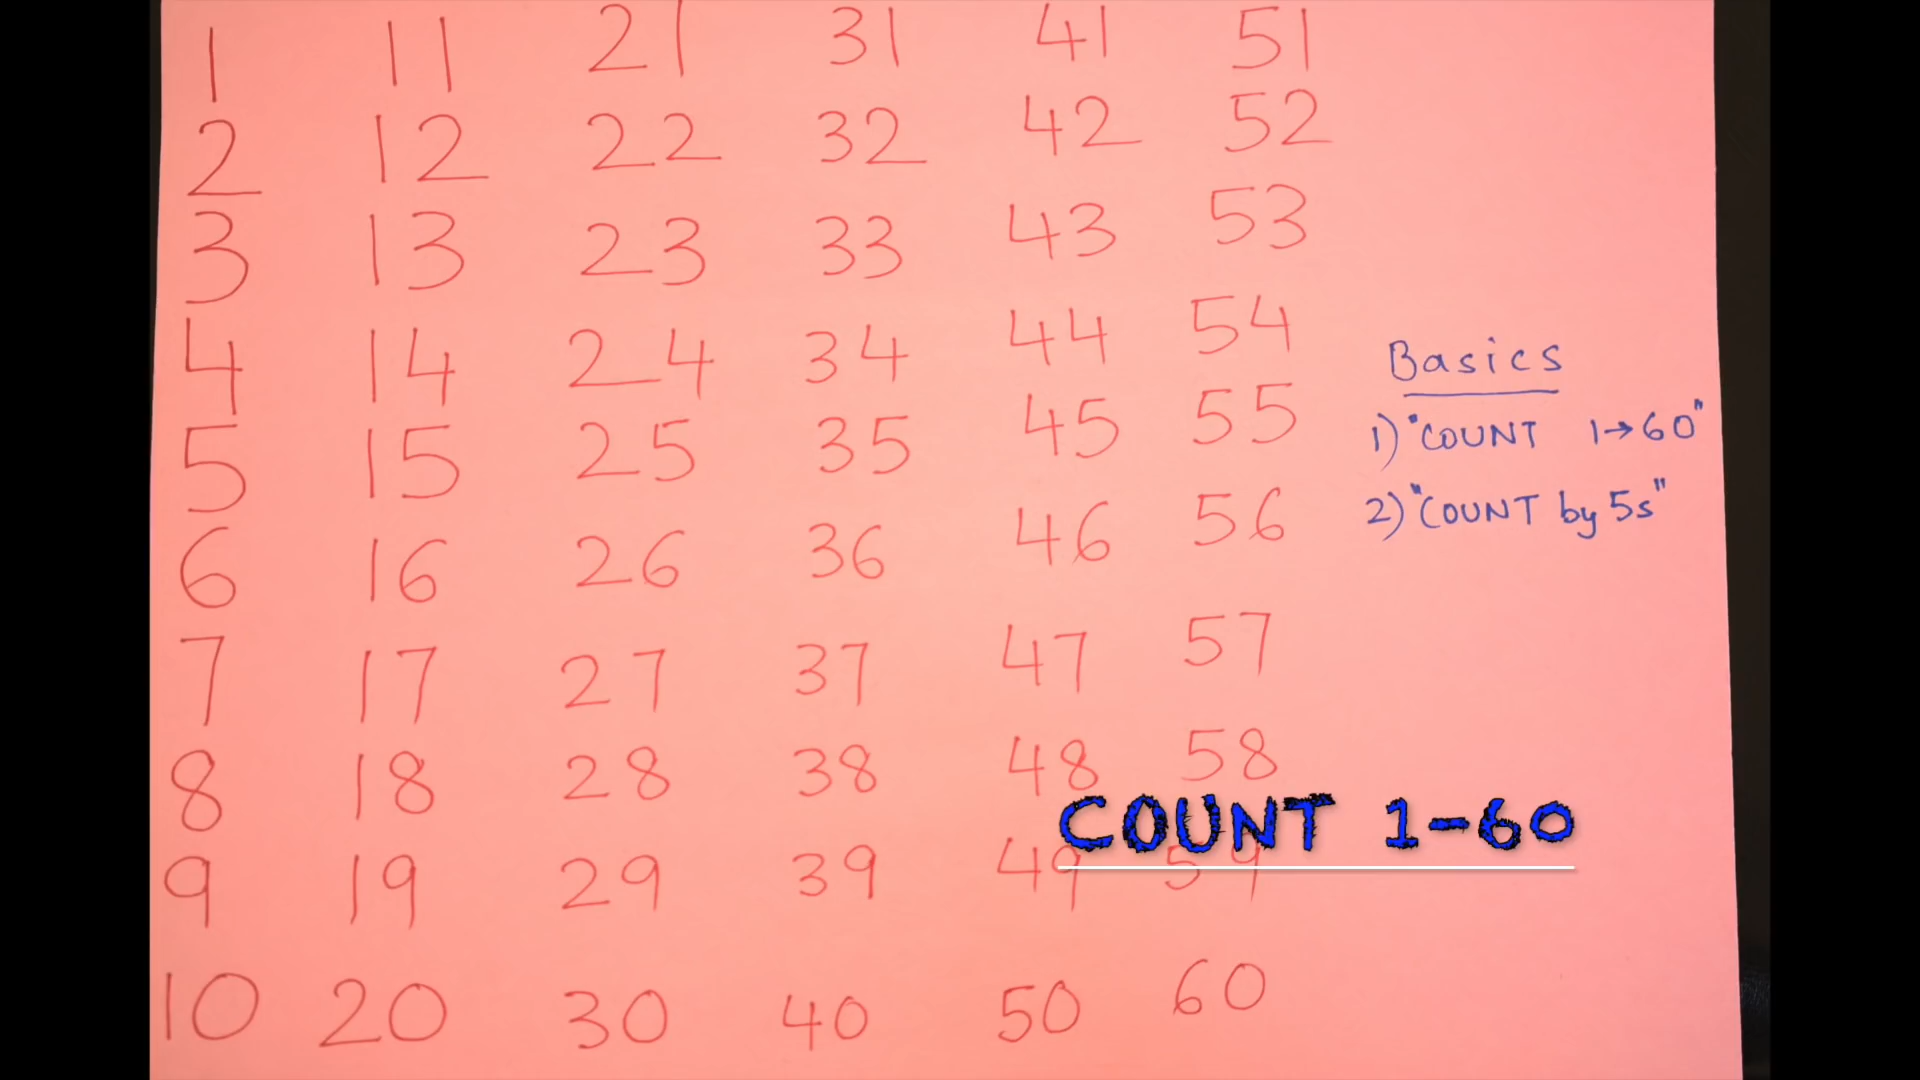 1 11 21 31 41 51
2 12 22 32 42 52
3 13 23 33 43 53
4 14 24 34 44 54
5 15 25 35 45 55
6 16 26 36 46 56
7 17 27 37 47 57
8 18 28 38 48 58
9 19 29 39 49 59
10 20 30 40 50 60
Basics
1) "COUNT 1→60"
2) "COUNT by 5s"
COUNT 1-60